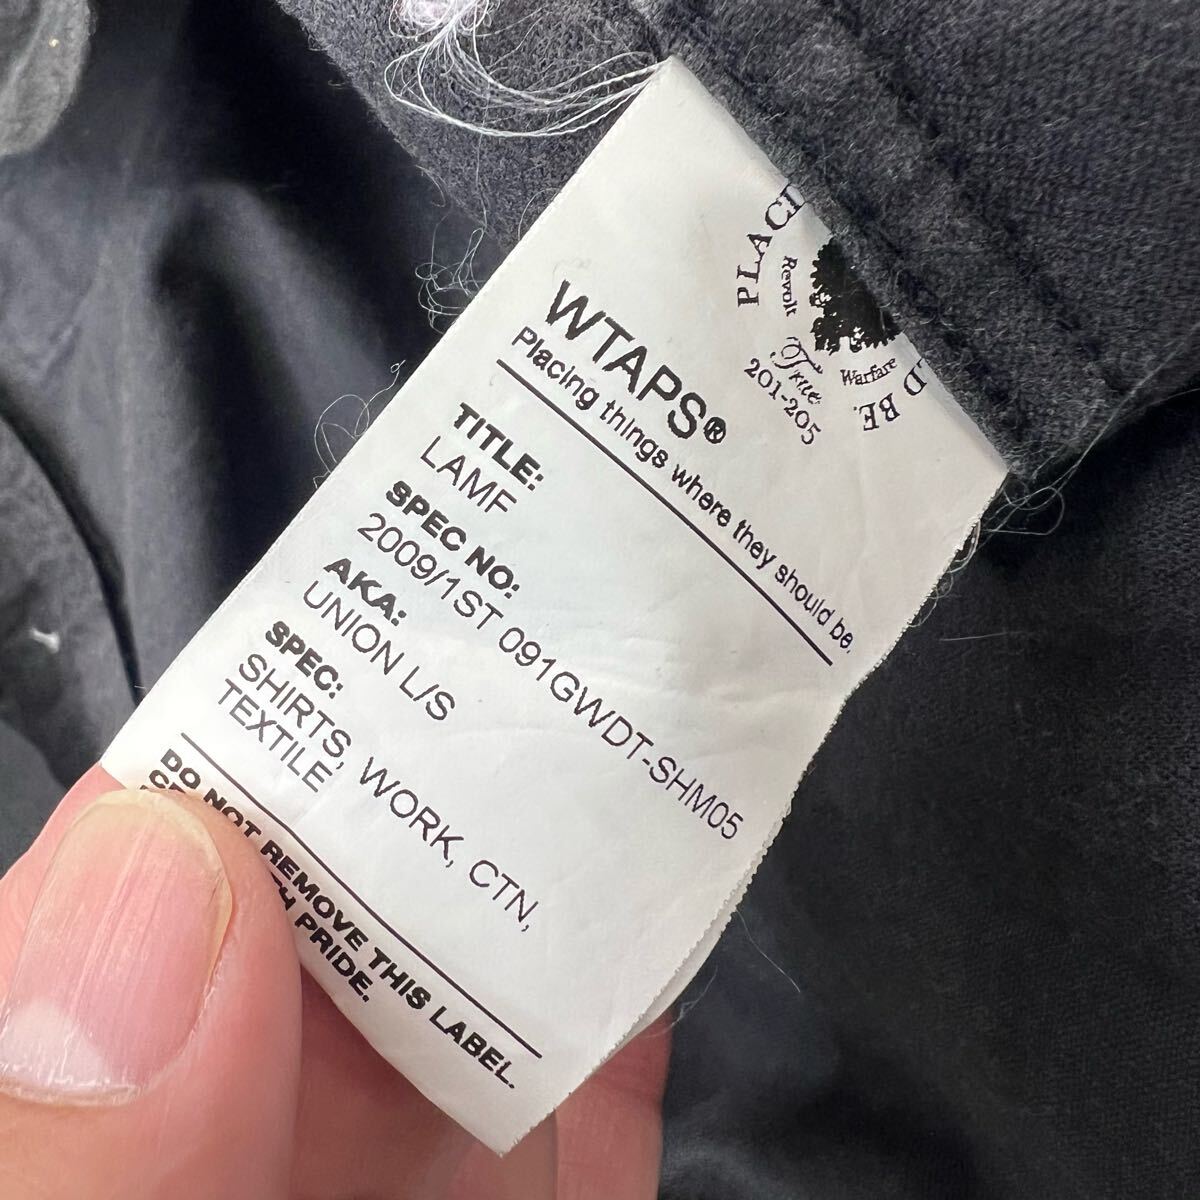 Revolt
True
Warfare
201-205
BE.
WTAPS®
Placing things where they should be.
TITLE:
LAMF
SPEC NO:
2009/1ST 091GWDT-SHM05
AKA:
UNION L/S
SPEC:
SHIRTS, WORK, CTN,
TEXTILE
DO NOT REMOVE THIS LABEL.
PRIDE.